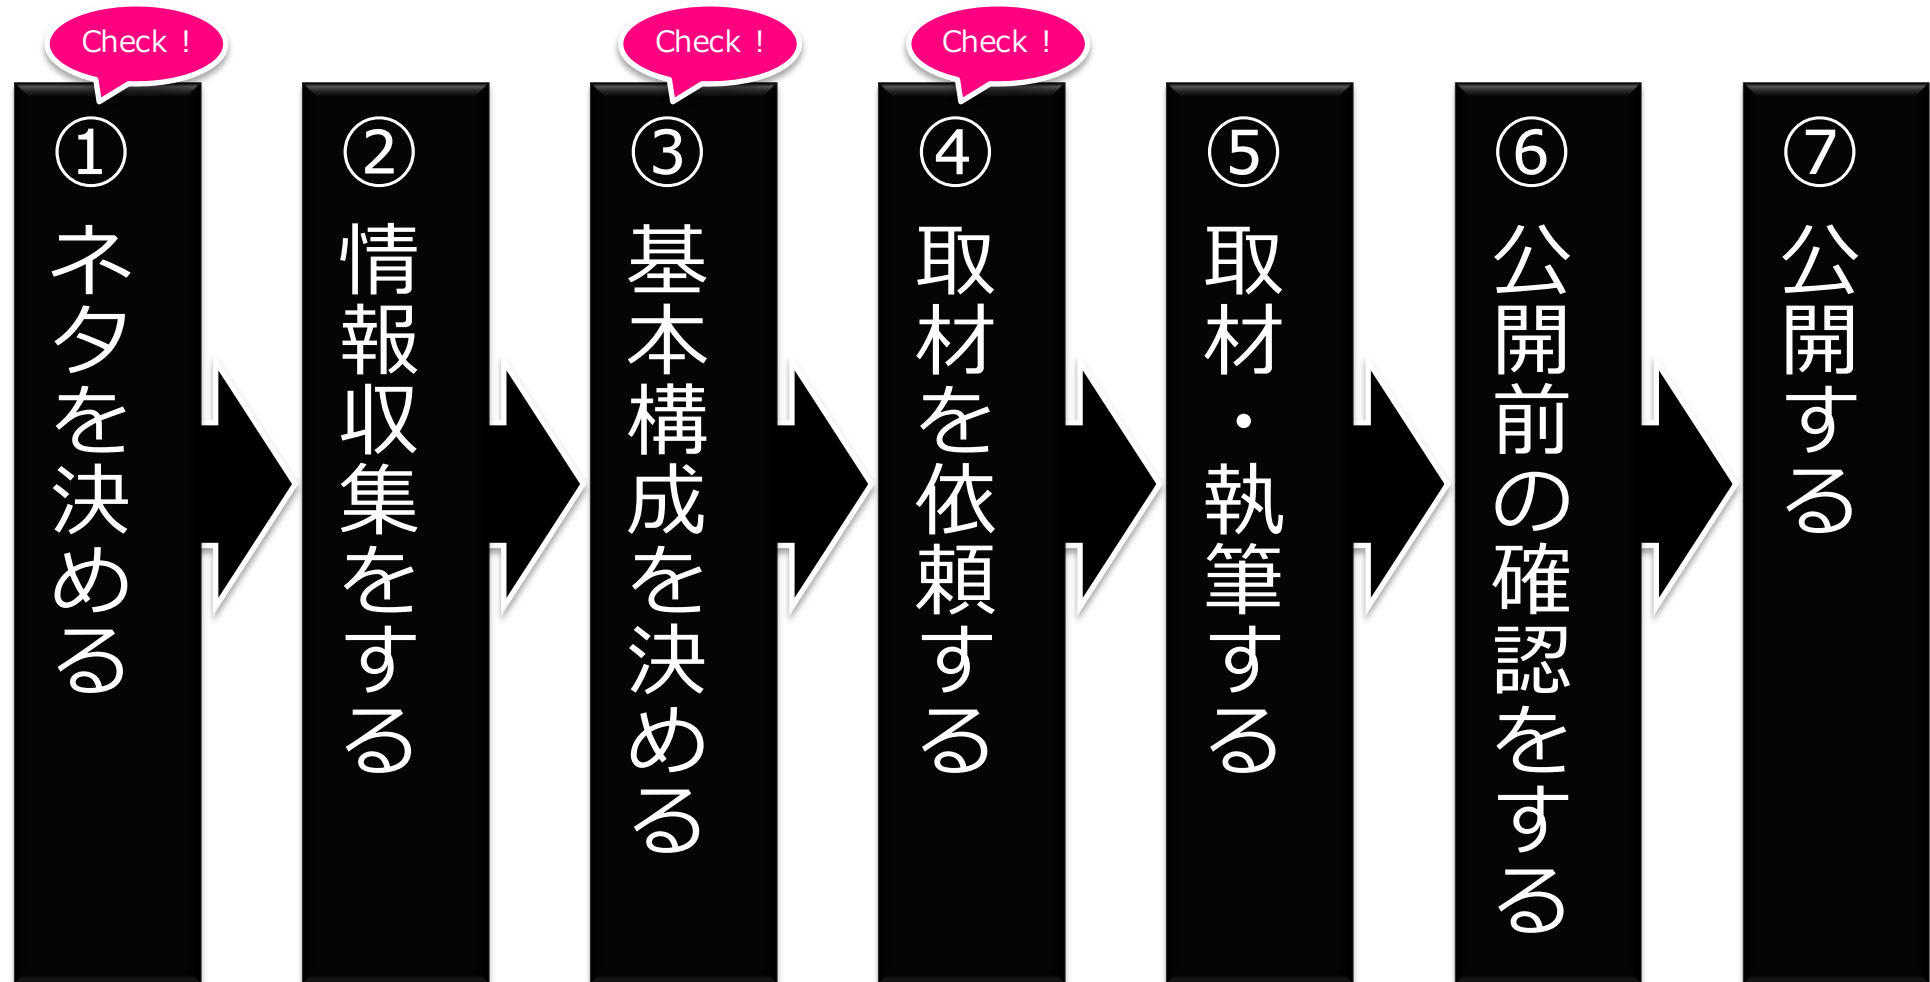 Check !
Check !
Check !
① ネタを決める
② 情報収集をする
③ 基本構成を決める
④ 取材を依頼する
⑤ 取材・執筆する
⑥ 公開前の確認をする
⑦ 公開する